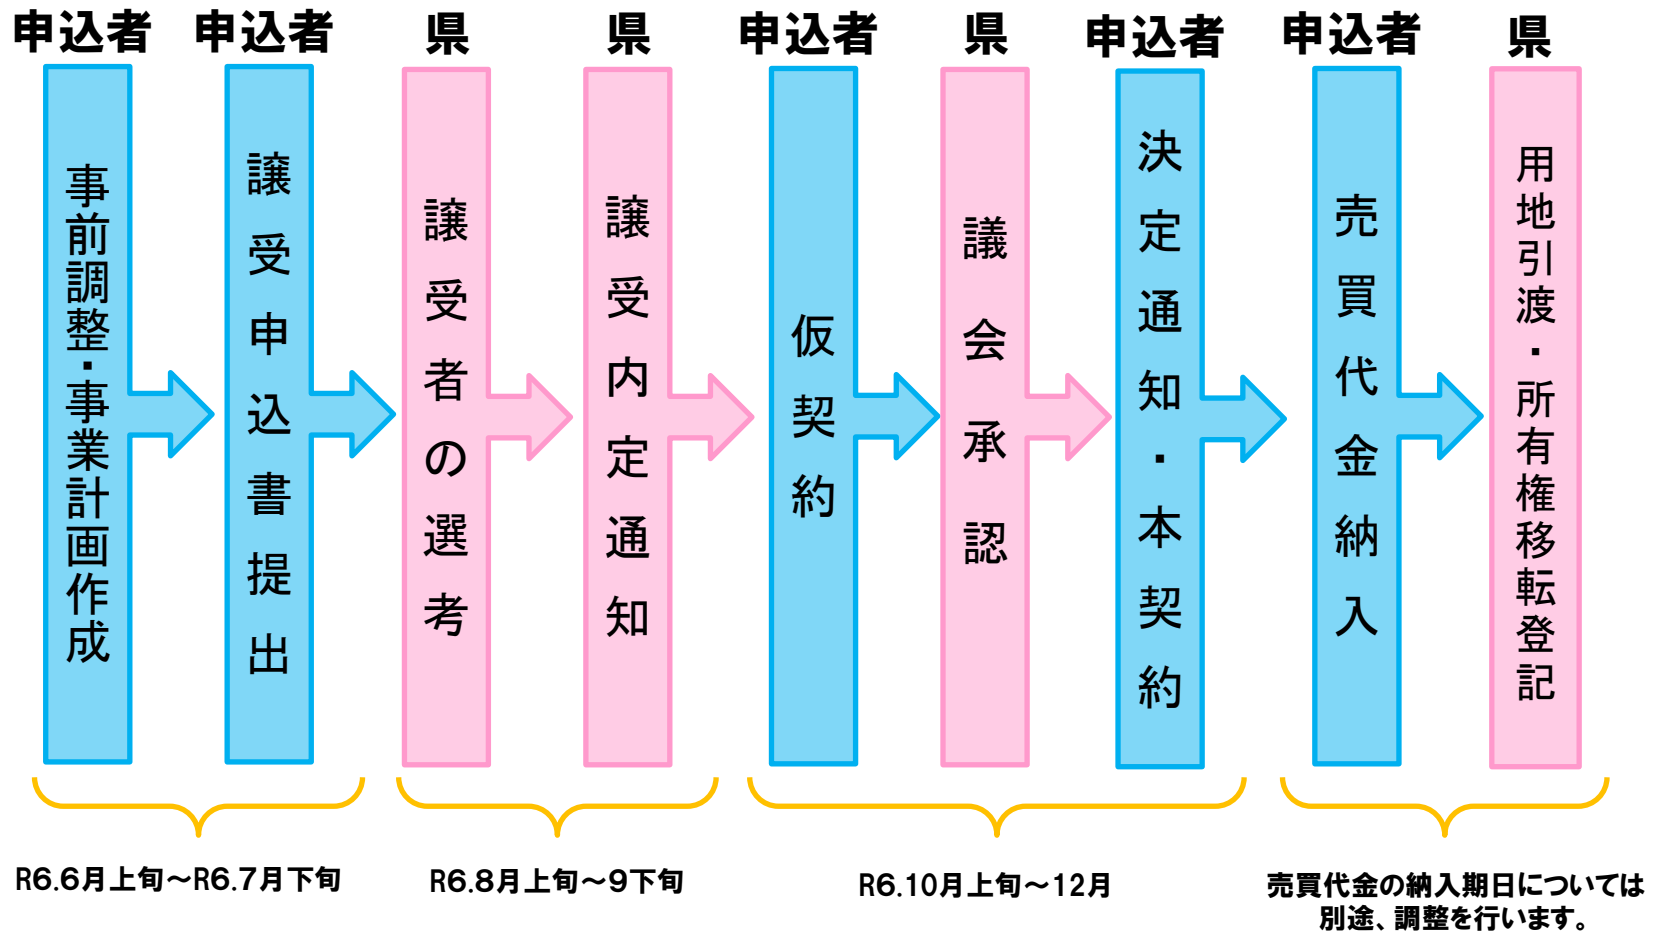 申込者
事前調整・事業計画作成
申込者
譲受申込書提出
県
譲受者の選考
県
譲受内定通知
申込者
仮契約
県
議会承認
申込者
決定通知・本契約
申込者
売買代金納入
県
用地引渡・所有権移転登記
R6.6月上旬～R6.7月下旬
R6.8月上旬～9下旬
R6.10月上旬～12月
売買代金の納入期日については
別途、調整を行います。